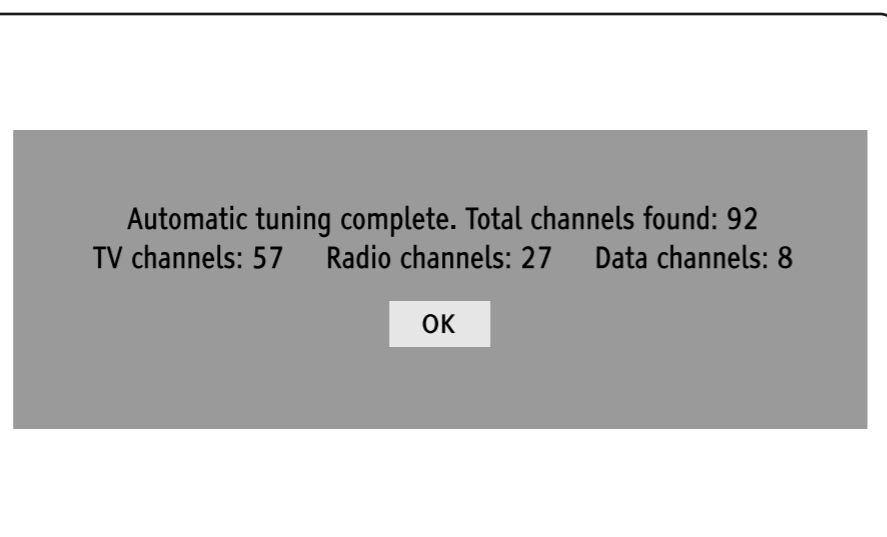 Automatic tuning complete. Total channels found: 92
TV channels: 57 Radio channels: 27 Data channels: 8
OK